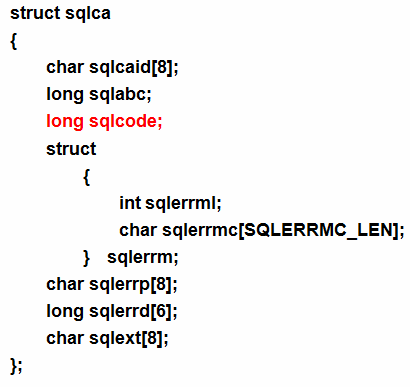 struct sqlca
{
char sqlcaid[8];
long sqlabc;
long sqlcode;
struct
{
int sqlerrml;
char sqlerrmc[SQLERRMC_LEN];
} sqlerrm;
char sqlerrp[8];
long sqlerrd[6];
char sqlext[8];
};